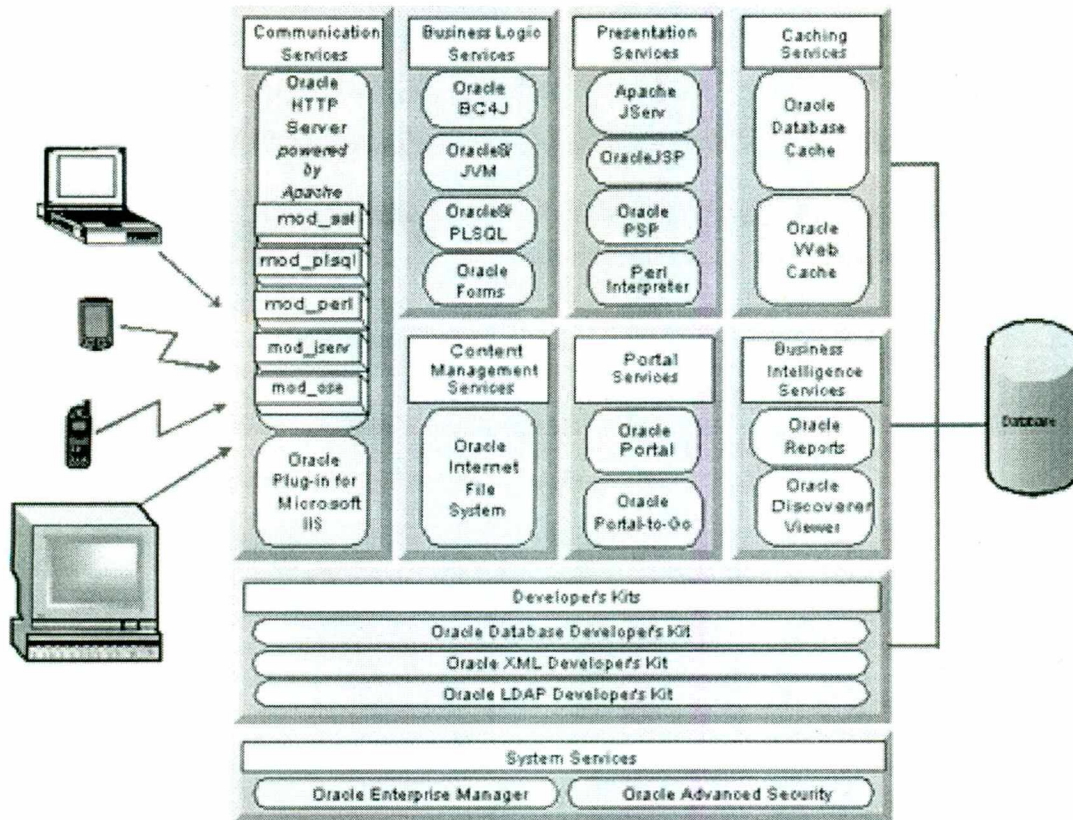 Communication
Services
Oracle
HTTP
Server
powered
by
Apache
mod_ssl
mod_plsql
mod_perl
mod_jserv
mod_ose
Oracle
Plug-in for
Microsoft
IIS
Business Logic
Services
Oracle
BC4J
Oracle8i
JVM
Oracle8i
PLSQL
Oracle
Forms
Presentation
Services
Apache
JServ
OracleJSP
Oracle
PSP
Perl
Interpreter
Caching
Services
Oracle
Database
Cache
Oracle
Web
Cache
Content
Management
Services
Oracle
Internet
File
System
Portal
Services
Oracle
Portal
Oracle
Portal-to-Go
Business
Intelligence
Services
Oracle
Reports
Oracle
Discoverer
Viewer
Database
Developer's Kits
Oracle Database Developer's Kit
Oracle XML Developer's Kit
Oracle LDAP Developer's Kit
System Services
Oracle Enterprise Manager
Oracle Advanced Security